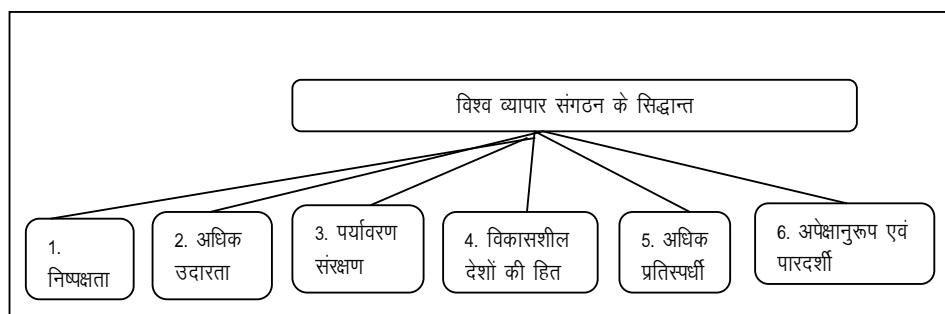 विश्व व्यापार संगठन के सिद्धान्त
1.
निष्पक्षता
2. अधिक
उदारता
3. पर्यावरण
संरक्षण
4. विकासशील
देशों की हित
5. अधिक
प्रतिस्पर्धी
6. अपेक्षानुरूप एवं
पारदर्शी